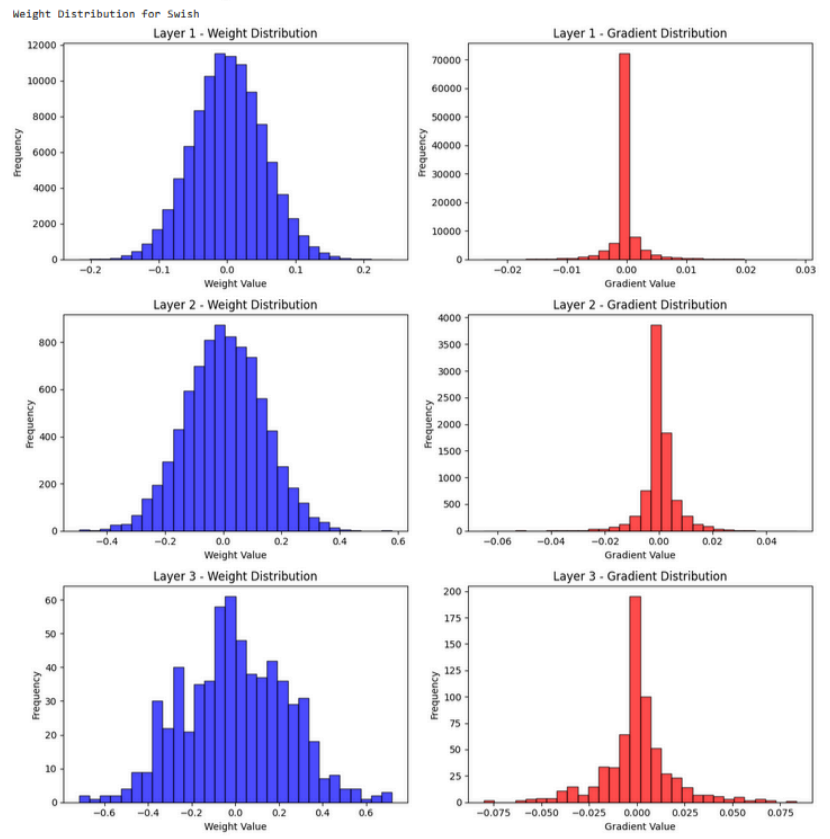 Weight Distribution for Swish
Layer 1 - Weight Distribution
12000
10000
8000
6000
4000
2000
0
Frequency
−0.2 −0.1 0.0 0.1 0.2
Weight Value
Layer 1 - Gradient Distribution
70000
60000
50000
40000
30000
20000
10000
0
Frequency
−0.02 −0.01 0.00 0.01 0.02 0.03
Gradient Value
Layer 2 - Weight Distribution
800
600
400
200
0
Frequency
−0.4 −0.2 0.0 0.2 0.4 0.6
Weight Value
Layer 2 - Gradient Distribution
4000
3500
3000
2500
2000
1500
1000
500
0
Frequency
−0.06 −0.04 −0.02 0.00 0.02 0.04
Gradient Value
Layer 3 - Weight Distribution
60
50
40
30
20
10
0
Frequency
−0.6 −0.4 −0.2 0.0 0.2 0.4 0.6
Weight Value
Layer 3 - Gradient Distribution
200
175
150
125
100
75
50
25
0
Frequency
−0.075 −0.050 −0.025 0.000 0.025 0.050 0.075
Gradient Value